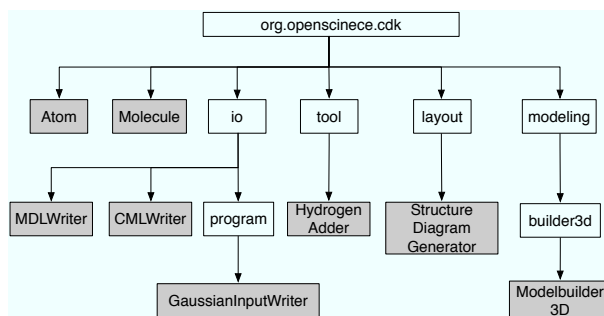 org.openscinece.cdk
Atom
Molecule
io
tool
layout
modeling
MDLWriter
CMLWriter
program
Hydrogen
Adder
Structure
Diagram
Generator
builder3d
GaussianInputWriter
Modelbuilder
3D